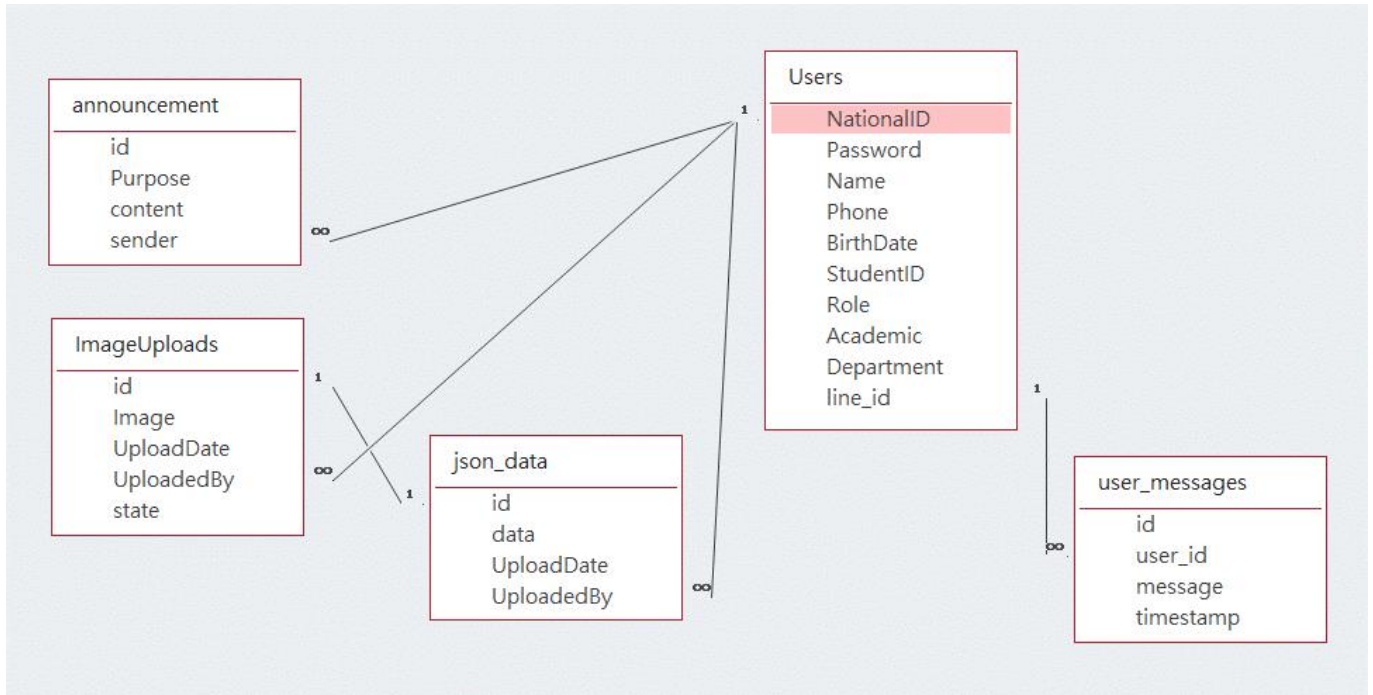 announcement
id
Purpose
content
sender
∞
1
Users
NationalID
Password
Name
Phone
BirthDate
StudentID
Role
Academic
Department
line_id
ImageUploads
id
Image
UploadDate
UploadedBy
state
1
∞
json_data
id
data
UploadDate
UploadedBy
1
∞
1
∞
user_messages
id
user_id
message
timestamp